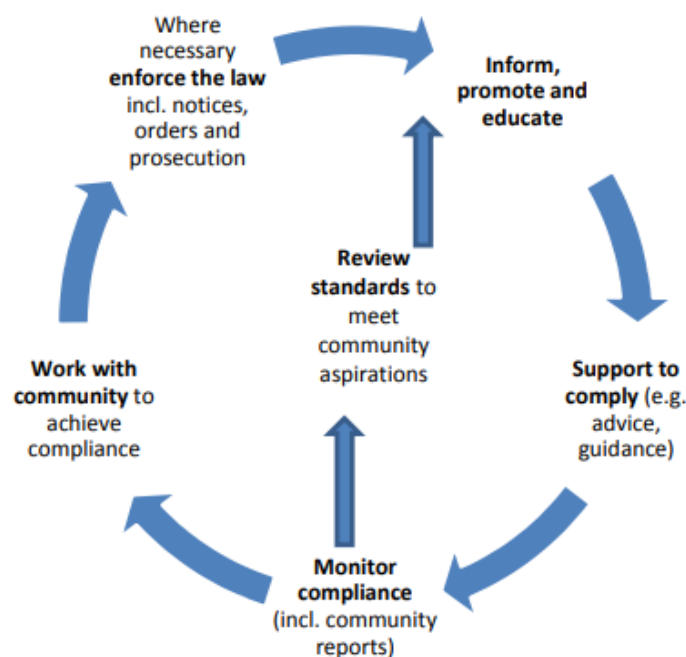 Where
necessary
enforce the law
incl. notices,
orders and
prosecution
Inform,
promote and
educate
Review
standards to
meet
community
aspirations
Work with
community to
achieve
compliance
Support to
comply (e.g.
advice,
guidance)
Monitor
compliance
(incl. community
reports)